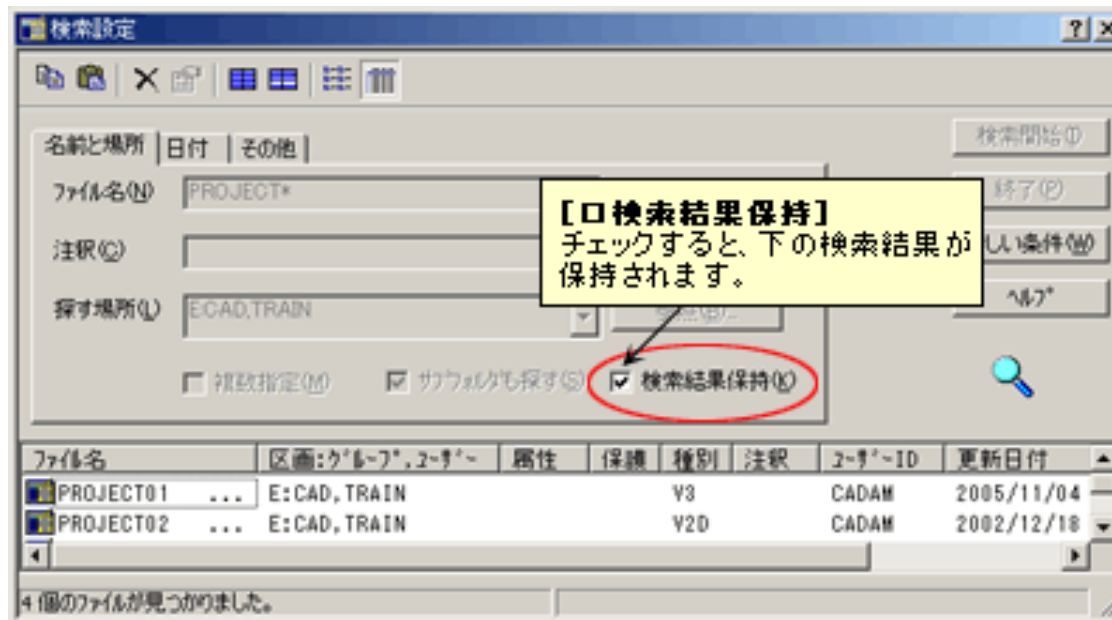 検索設定
名前と場所 日付 その他
検索開始(I)
ファイル名(N) PROJECT*
終了(P)
[口検索結果保持]
チェックすると、下の検索結果が
保持されます。
注釈(C)
しい条件(W)
探す場所(L) E:CAD,TRAIN
ヘルプ
複数指定(M) サブフォルダも探す(S) 検索結果保持(K)
ファイル名 区画:グループ,ユーザー 属性 保護 種別 注釈 ユーザーID 更新日付
PROJECT01 ... E:CAD,TRAIN V3 CADAM 2005/11/04
PROJECT02 ... E:CAD,TRAIN V2D CADAM 2002/12/18
4 個のファイルが見つかりました。